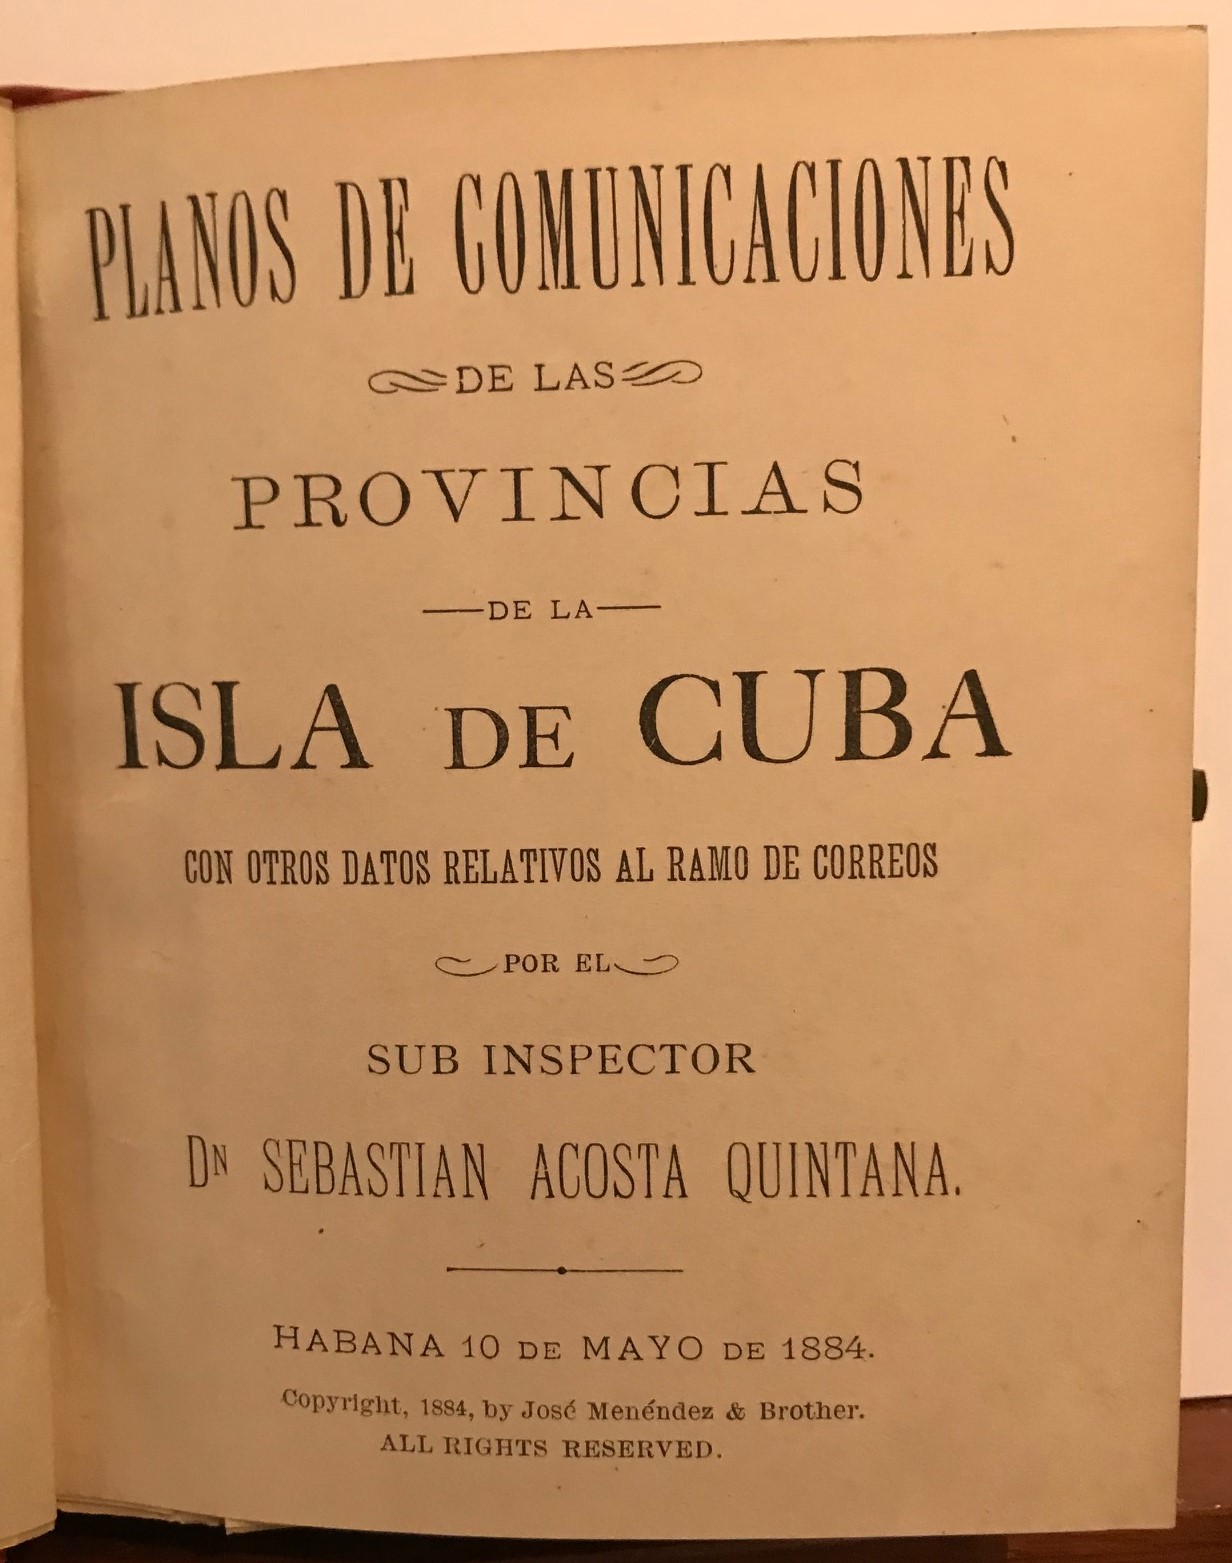 PLANOS DE COMUNICACIONES
DE LAS
PROVINCIAS
DE LA
ISLA DE CUBA
CON OTROS DATOS RELATIVOS AL RAMO DE CORREOS
POR EL
SUB INSPECTOR
DN SEBASTIAN ACOSTA QUINTANA.
HABANA 10 DE MAYO DE 1884.
Copyright, 1884, by José Menéndez & Brother.
ALL RIGHTS RESERVED.